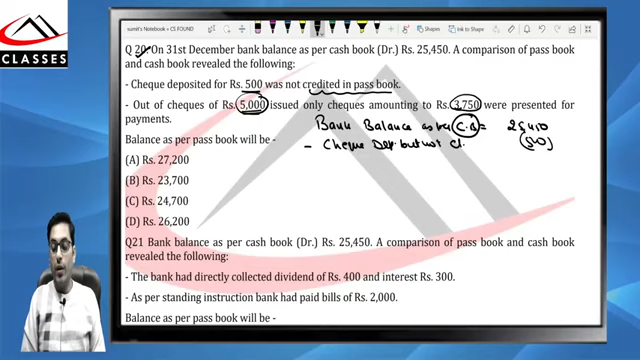 sumit's Notebook » CS FOUND
Shapes
Ink to Shape
CLASSES
Q 20 On 31st December bank balance as per cash book (Dr.) Rs. 25,450. A comparison of pass book
and cash book revealed the following:
- Cheque deposited for Rs. 500 was not credited in pass book.
- Out of cheques of Rs. 5,000 issued only cheques amounting to Rs. 3,750 were presented for
payments.
Bank Balance as per C.B =
- Cheque Dep. but not cl.
Balance as per pass book will be -
(A) Rs. 27,200
(B) Rs. 23,700
(C) Rs. 24,700
(D) Rs. 26,200
Q21 Bank balance as per cash book (Dr.) Rs. 25,450. A comparison of pass book and cash book
revealed the following:
- The bank had directly collected dividend of Rs. 400 and interest Rs. 300.
- As per standing instruction bank had paid bills of Rs. 2,000.
Balance as per pass book will be -